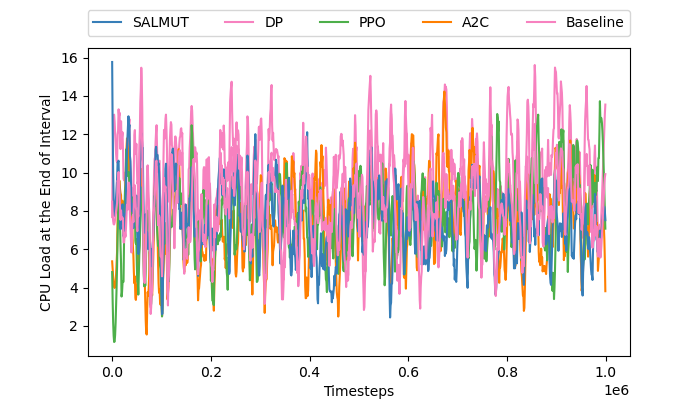 SALMUT DP PPO A2C Baseline
16
14
12
10
8
6
4
2
CPU Load at the End of Interval
0.0 0.2 0.4 0.6 0.8 1.0
1e6
Timesteps